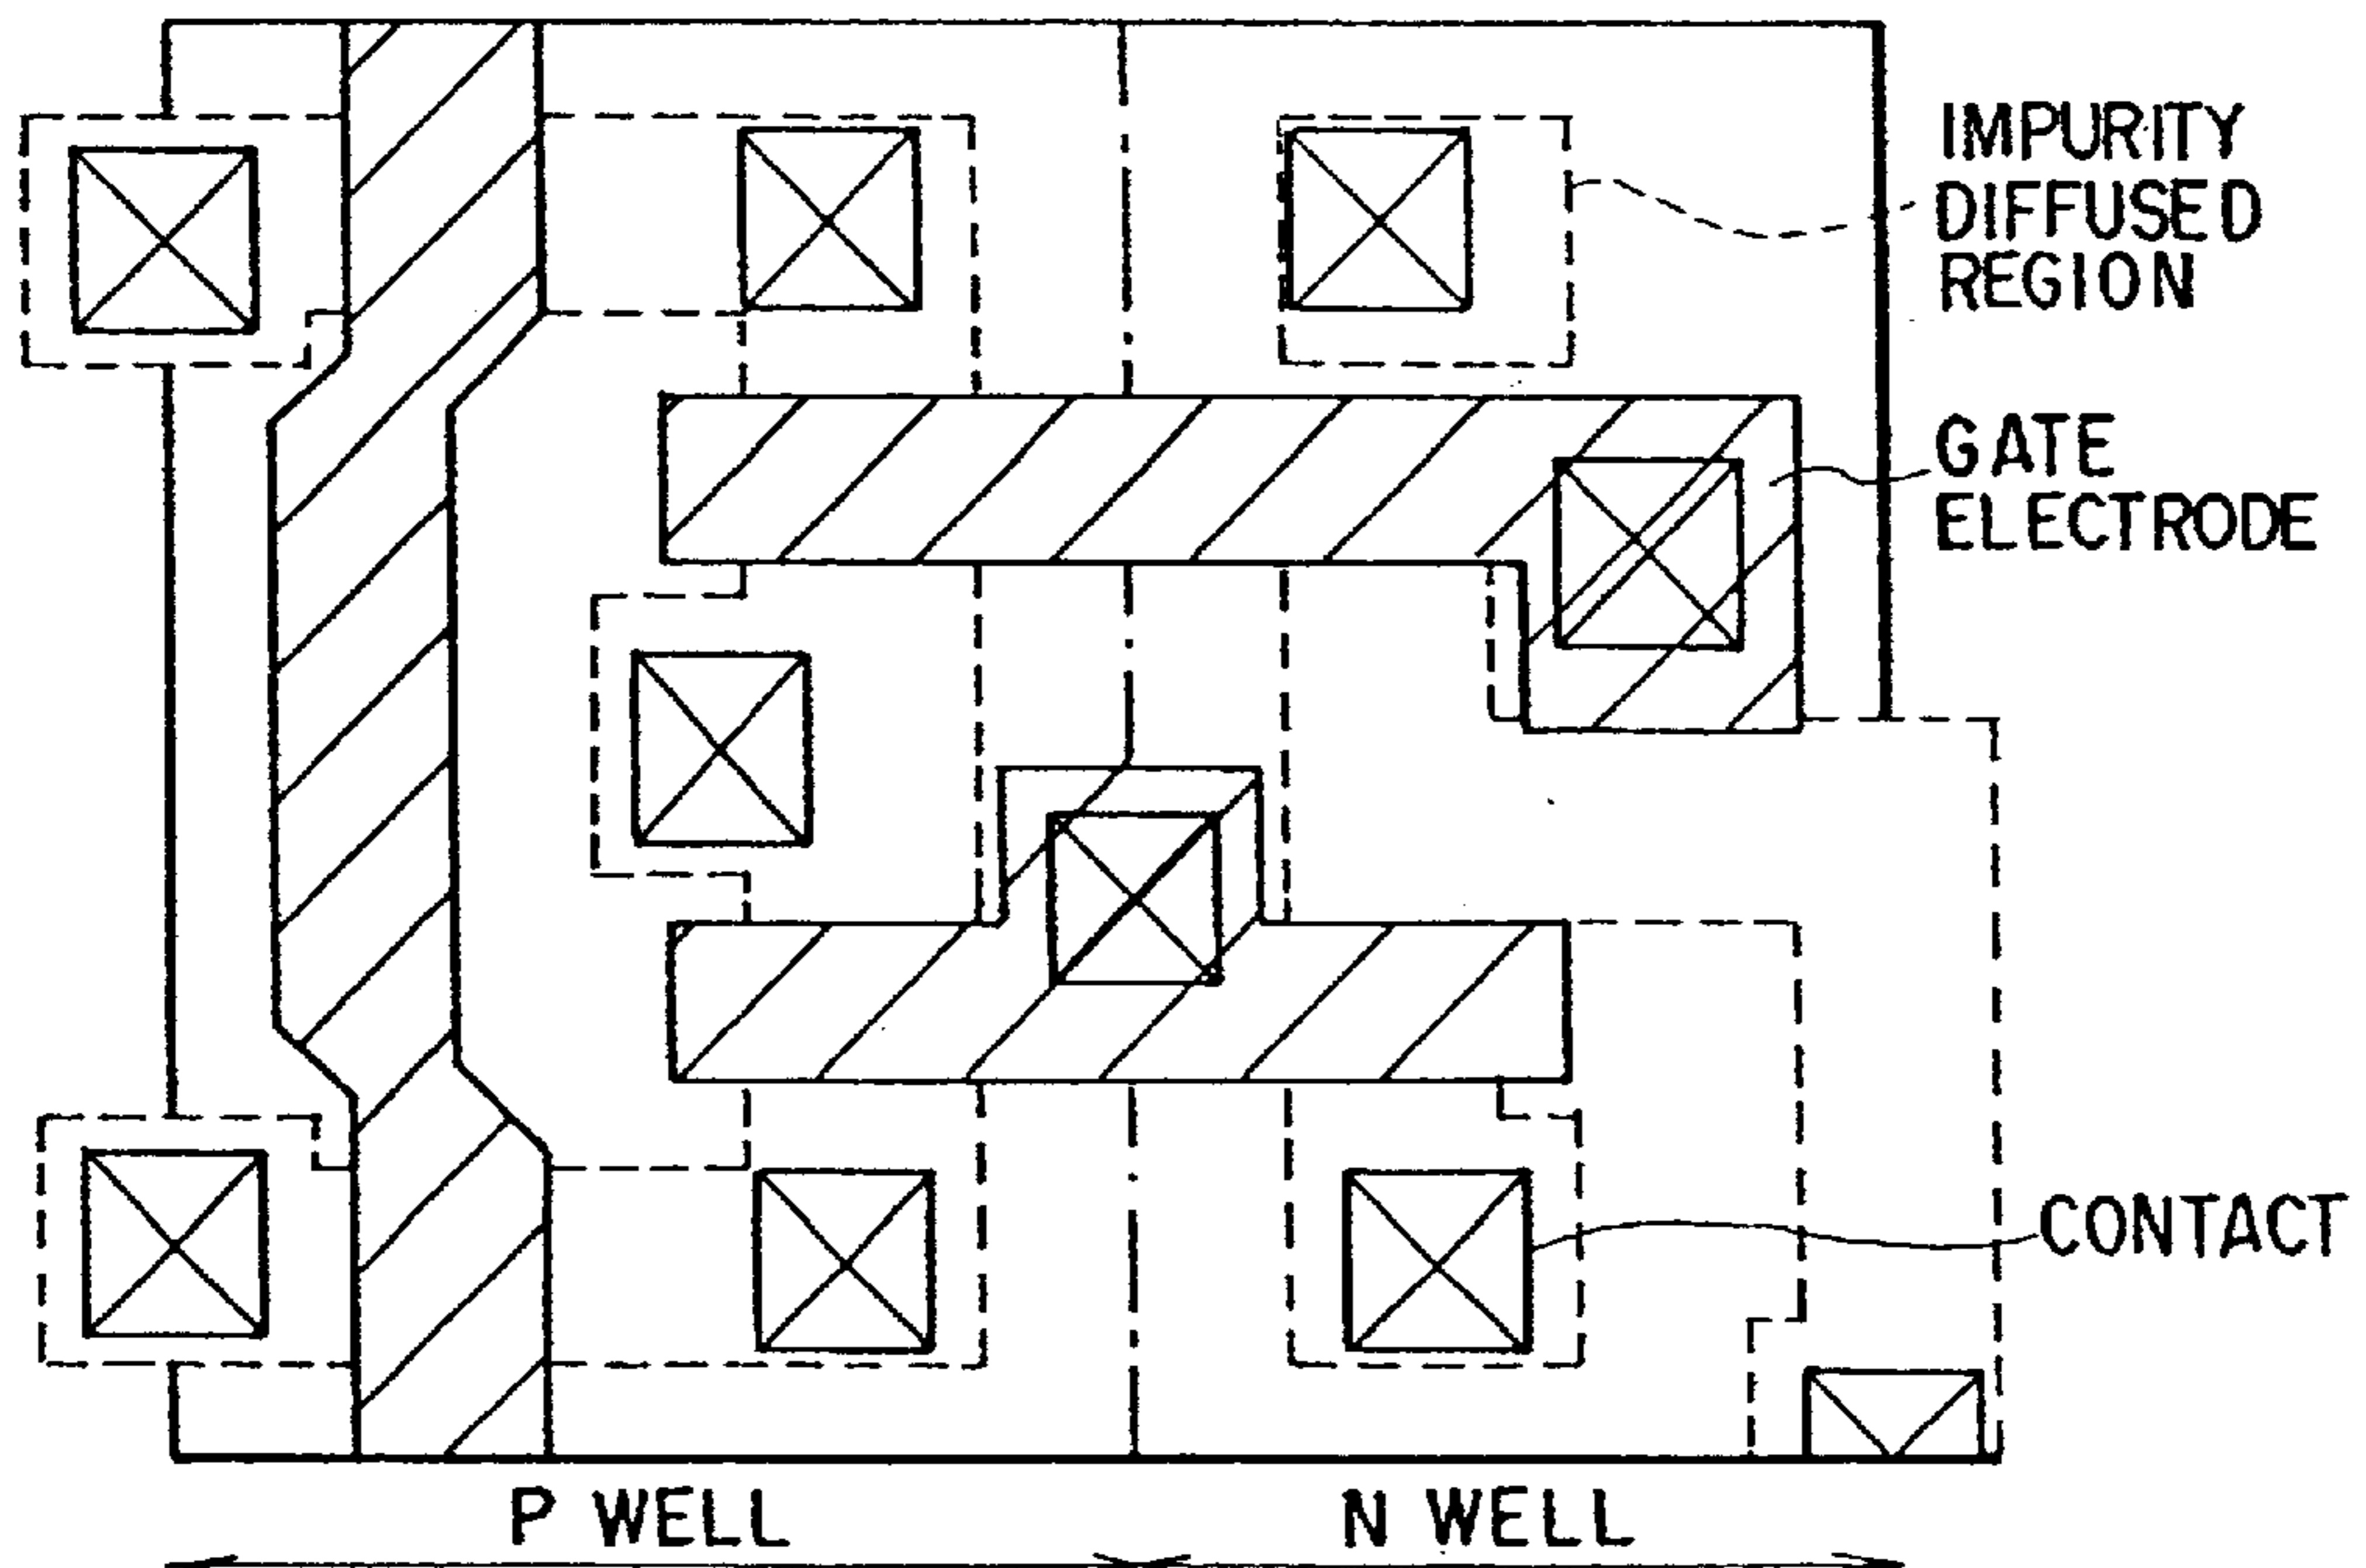 IMPURITY
DIFFUSED
REGION
GATE
ELECTRODE
CONTACT
P WELL
N WELL